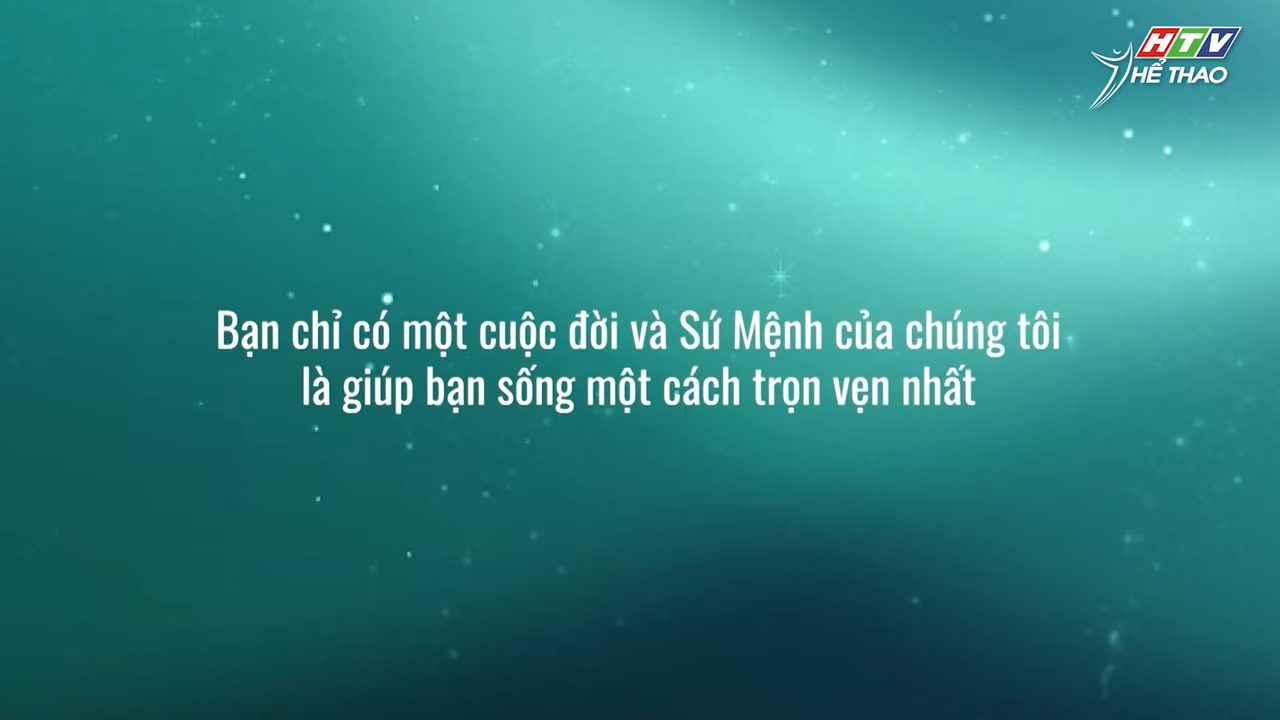 HTV
THỂ THAO
Bạn chỉ có một cuộc đời và Sứ Mệnh của chúng tôi
là giúp bạn sống một cách trọn vẹn nhất